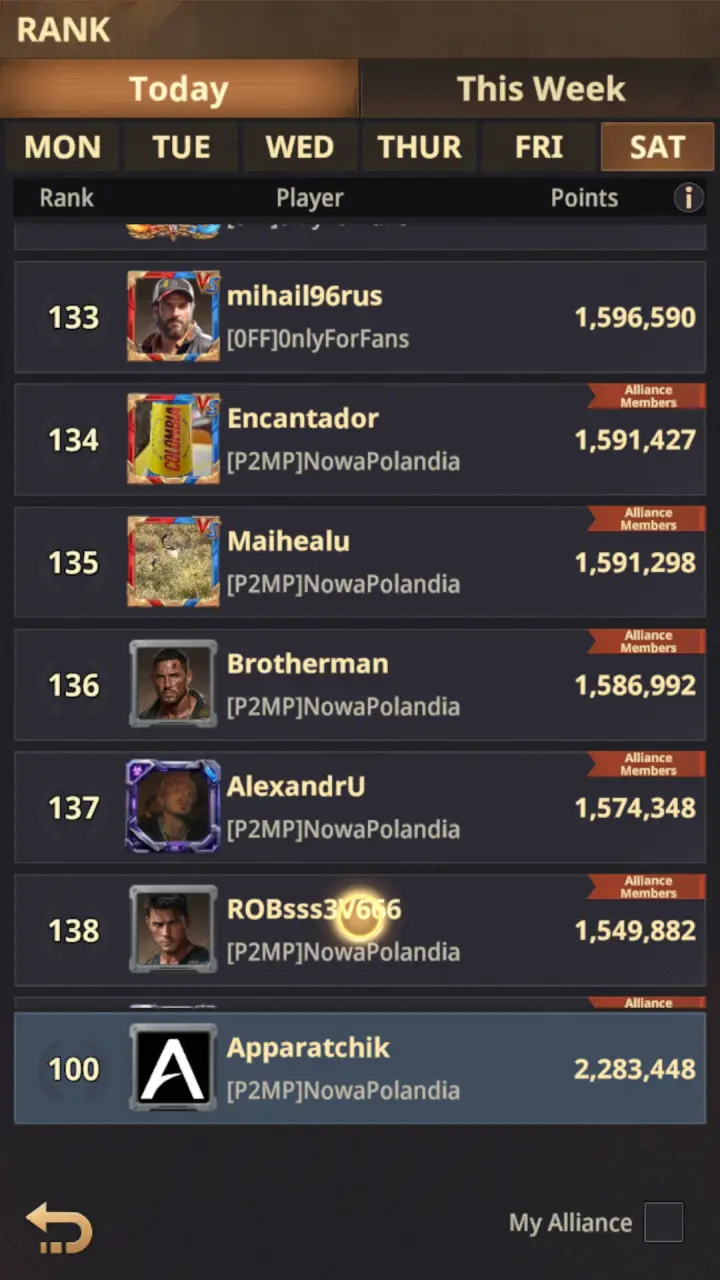 RANK
Today
This Week
MON TUE WED THUR FRI SAT
Rank Player Points
133 mihail96rus 1,596,590
[0FF]0nlyForFans
Alliance Members
134 Encantador 1,591,427
[P2MP]NowaPolandia
COLOMBIA
Alliance Members
135 Maihealu 1,591,298
[P2MP]NowaPolandia
Alliance Members
136 Brotherman 1,586,992
[P2MP]NowaPolandia
Alliance Members
137 AlexandrU 1,574,348
[P2MP]NowaPolandia
Alliance Members
138 ROBsss3V666 1,549,882
[P2MP]NowaPolandia
Alliance
100 Apparatchik 2,283,448
[P2MP]NowaPolandia
My Alliance